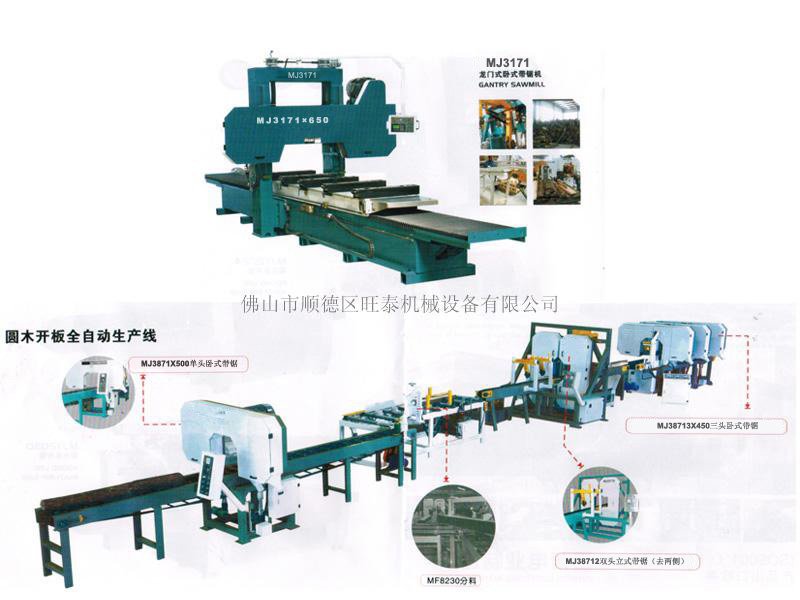 MJ3171
MJ3171
龙门式卧式带锯机
GANTRY SAWMILL
MJ3171×650
佛山市顺德区旺泰机械设备有限公司
圆木开板全自动生产线
MJ3871X500单头卧式带锯
MJ38713X450三头卧式带锯
MJ38712双头立式带锯（去两侧）
MF8230分料